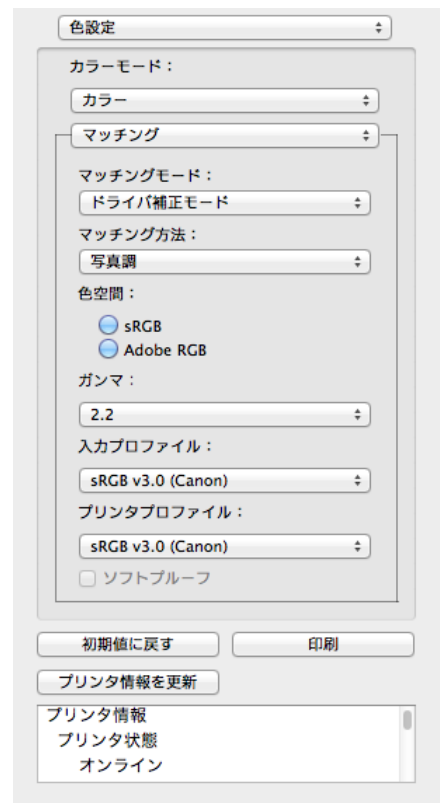 色設定
カラーモード：
カラー
マッチング
マッチングモード：
ドライバ補正モード
マッチング方法：
写真調
色空間：
sRGB
Adobe RGB
ガンマ：
2.2
入力プロファイル：
sRGB v3.0 (Canon)
プリンタプロファイル：
sRGB v3.0 (Canon)
ソフトプルーフ
初期値に戻す 印刷
プリンタ情報を更新
プリンタ情報
プリンタ状態
オンライン